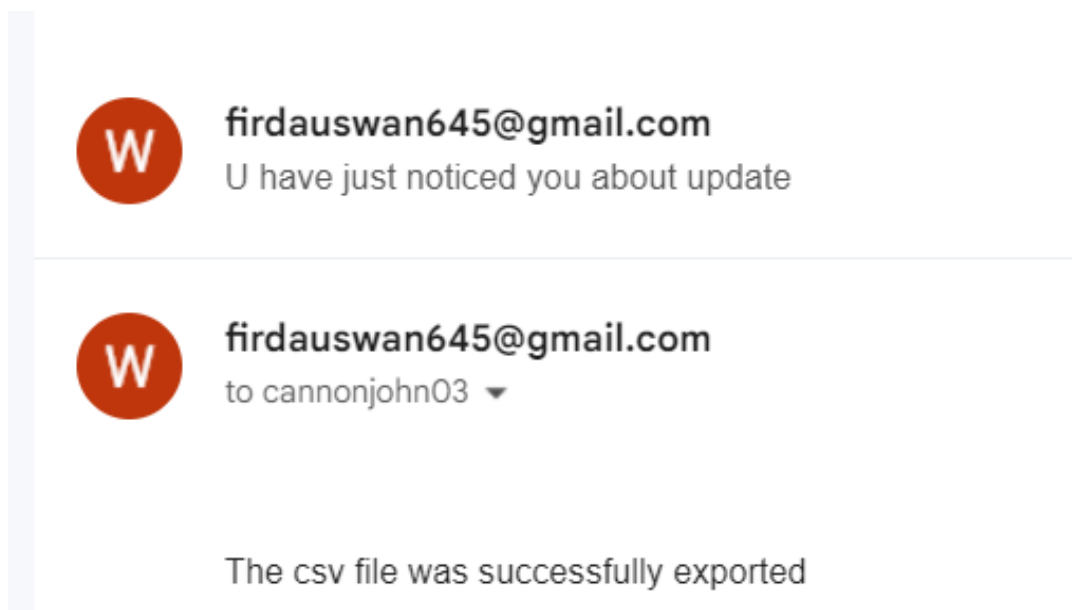 W
firdauswan645@gmail.com
U have just noticed you about update
W
firdauswan645@gmail.com
to cannonjohn03
The csv file was successfully exported